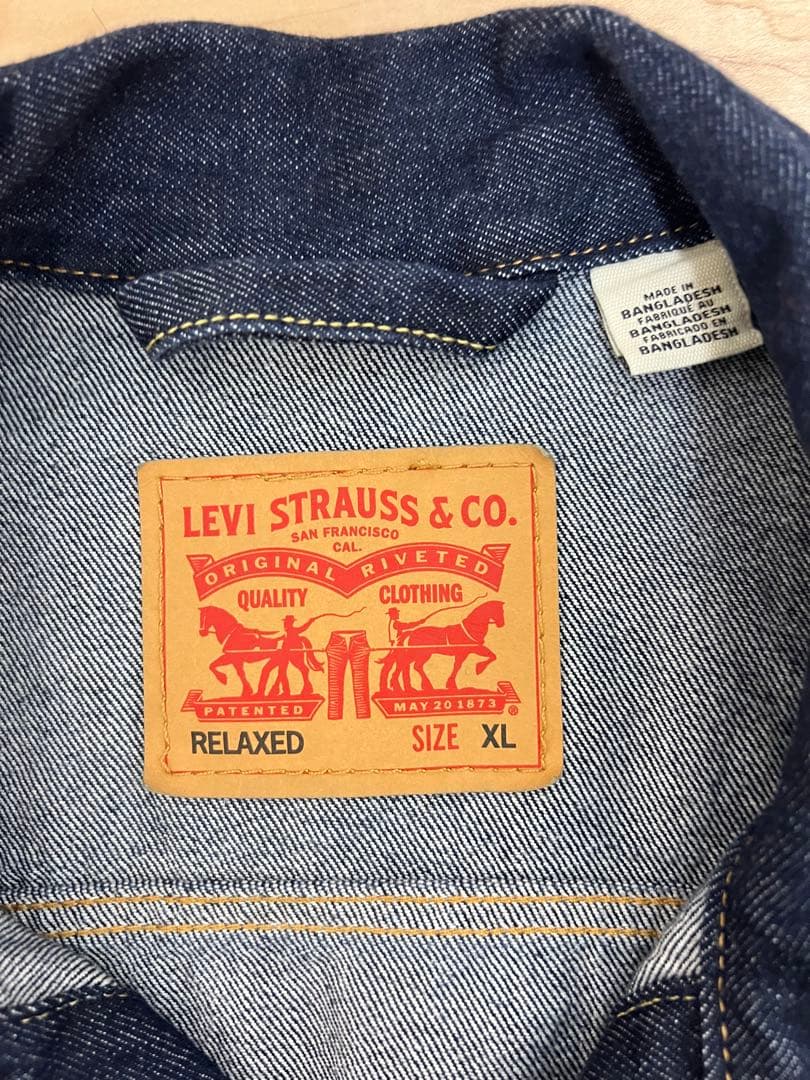 MADE IN
BANGLADESH
FABRIQUÉ AU
BANGLADESH
FABRICADO EN
BANGLADESH
LEVI STRAUSS & CO.
SAN FRANCISCO
CAL.
ORIGINAL RIVETED
QUALITY CLOTHING
PATENTED MAY 20 1873 ®
RELAXED SIZE XL